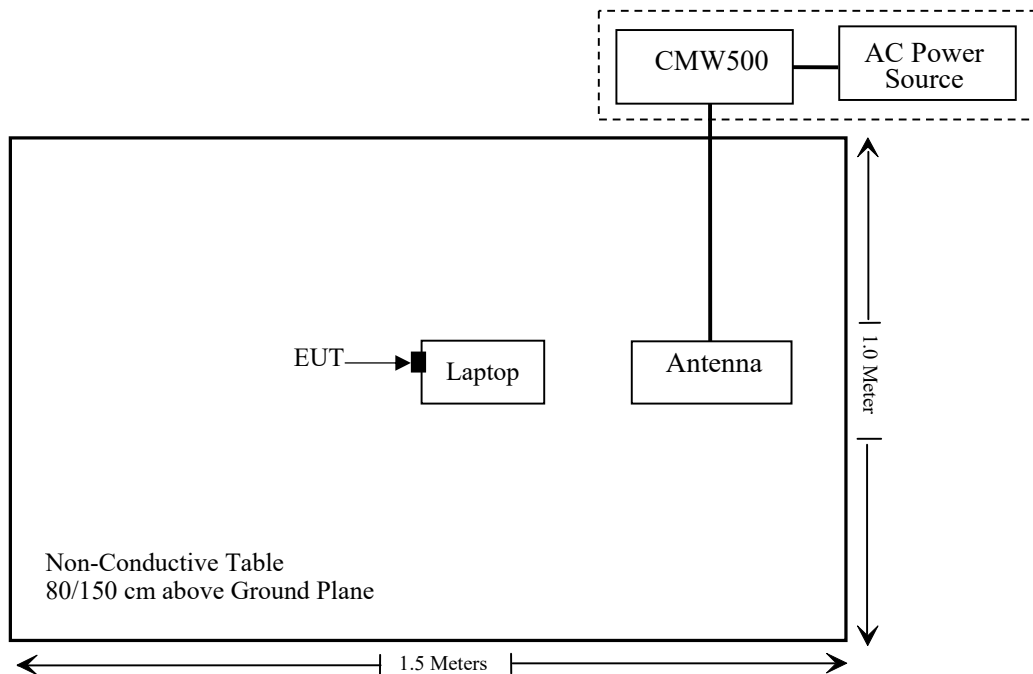 CMW500
AC Power
Source
EUT
Laptop
Antenna
1.0 Meter
Non-Conductive Table
80/150 cm above Ground Plane
1.5 Meters